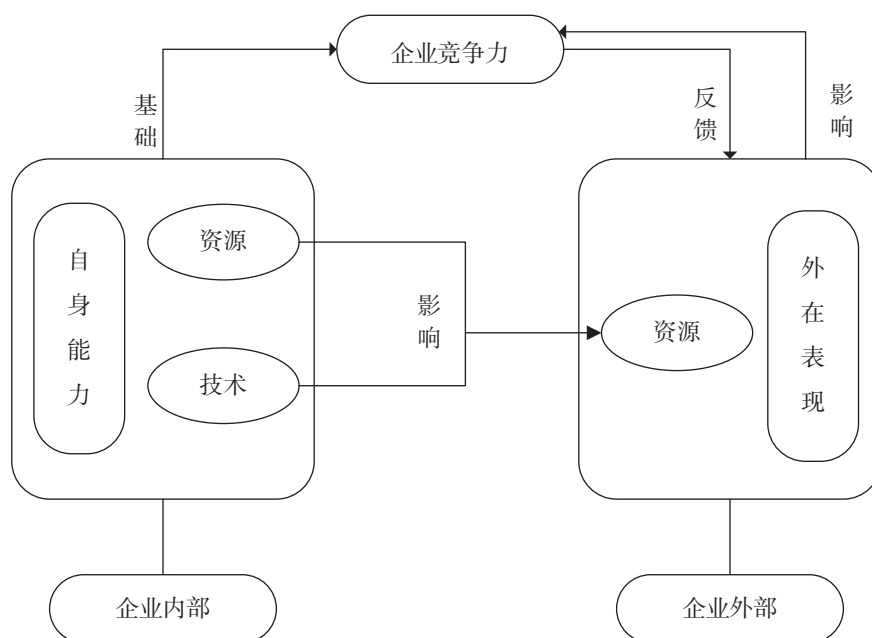 企业竞争力
基础
反馈
影响
自身能力
资源
技术
影响
资源
外在表现
企业内部
企业外部